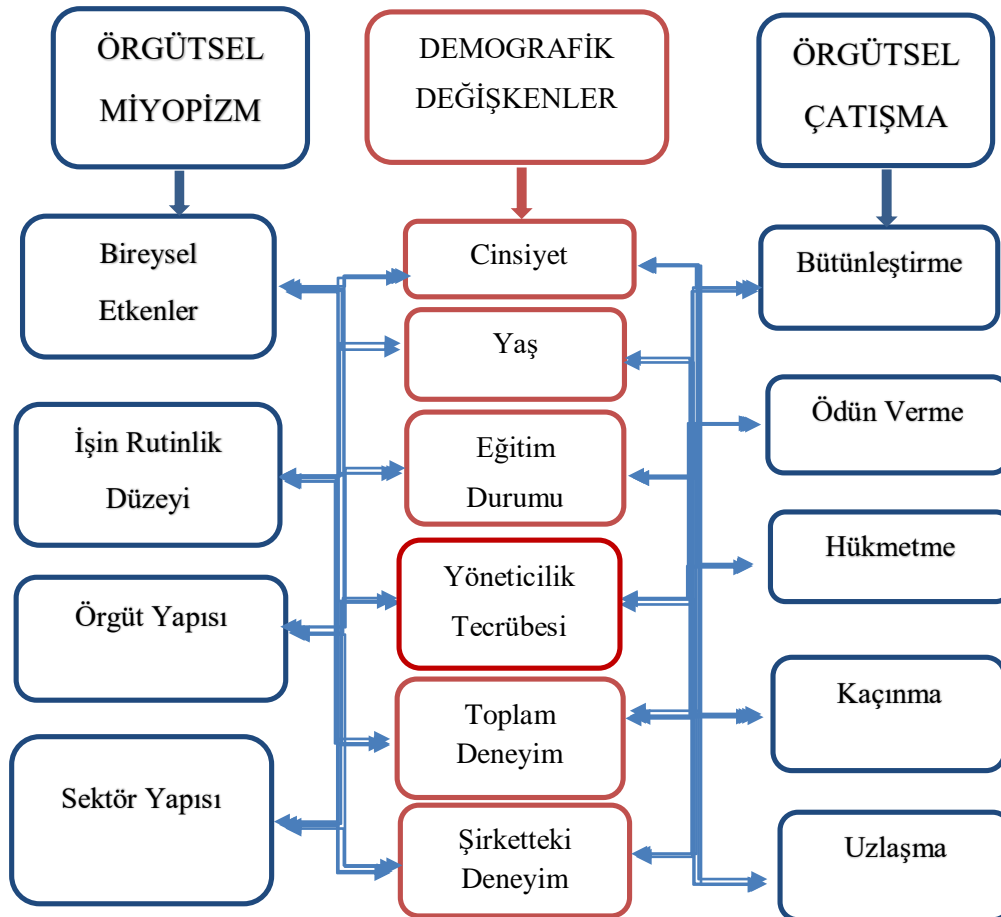 ÖRGÜTSEL
MİYOPİZM
Bireysel
Etkenler
İşin Rutinlik
Düzeyi
Örgüt Yapısı
Sektör Yapısı
DEMOGRAFİK
DEĞİŞKENLER
Cinsiyet
Yaş
Eğitim
Durumu
Yöneticilik
Tecrübesi
Toplam
Deneyim
Şirketteki
Deneyim
ÖRGÜTSEL
ÇATIŞMA
Bütünleştirme
Ödün Verme
Hükmetme
Kaçınma
Uzlaşma